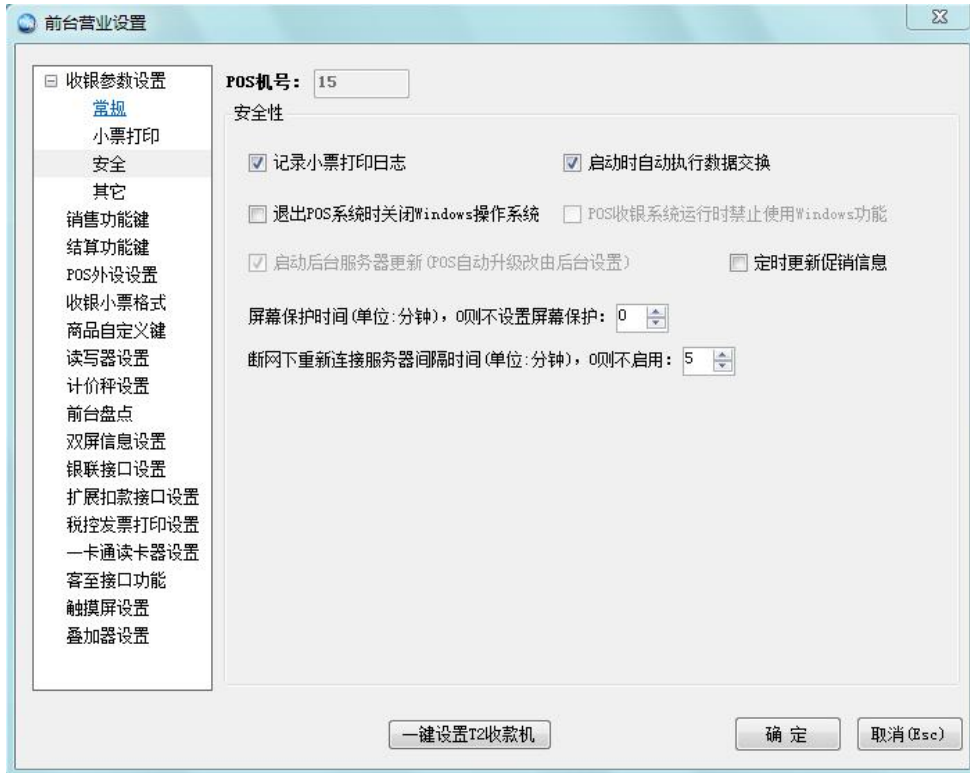 前台营业设置
收银参数设置
常规
小票打印
安全
其它
销售功能键
结算功能键
POS外设设置
收银小票格式
商品自定义键
读写器设置
计价秤设置
前台盘点
双屏信息设置
银联接口设置
扩展扣款接口设置
税控发票打印设置
一卡通读卡器设置
客至接口功能
触摸屏设置
叠加器设置
POS机号： 15
安全性
记录小票打印日志 启动时自动执行数据交换
退出POS系统时关闭Windows操作系统 POS收银系统运行时禁止使用Windows功能
启动后台服务器更新(POS自动升级改由后台设置) 定时更新促销信息
屏幕保护时间(单位:分钟)，0则不设置屏幕保护： 0
断网下重新连接服务器间隔时间(单位:分钟)，0则不启用： 5
一键设置T2收款机 确 定 取消(Esc)